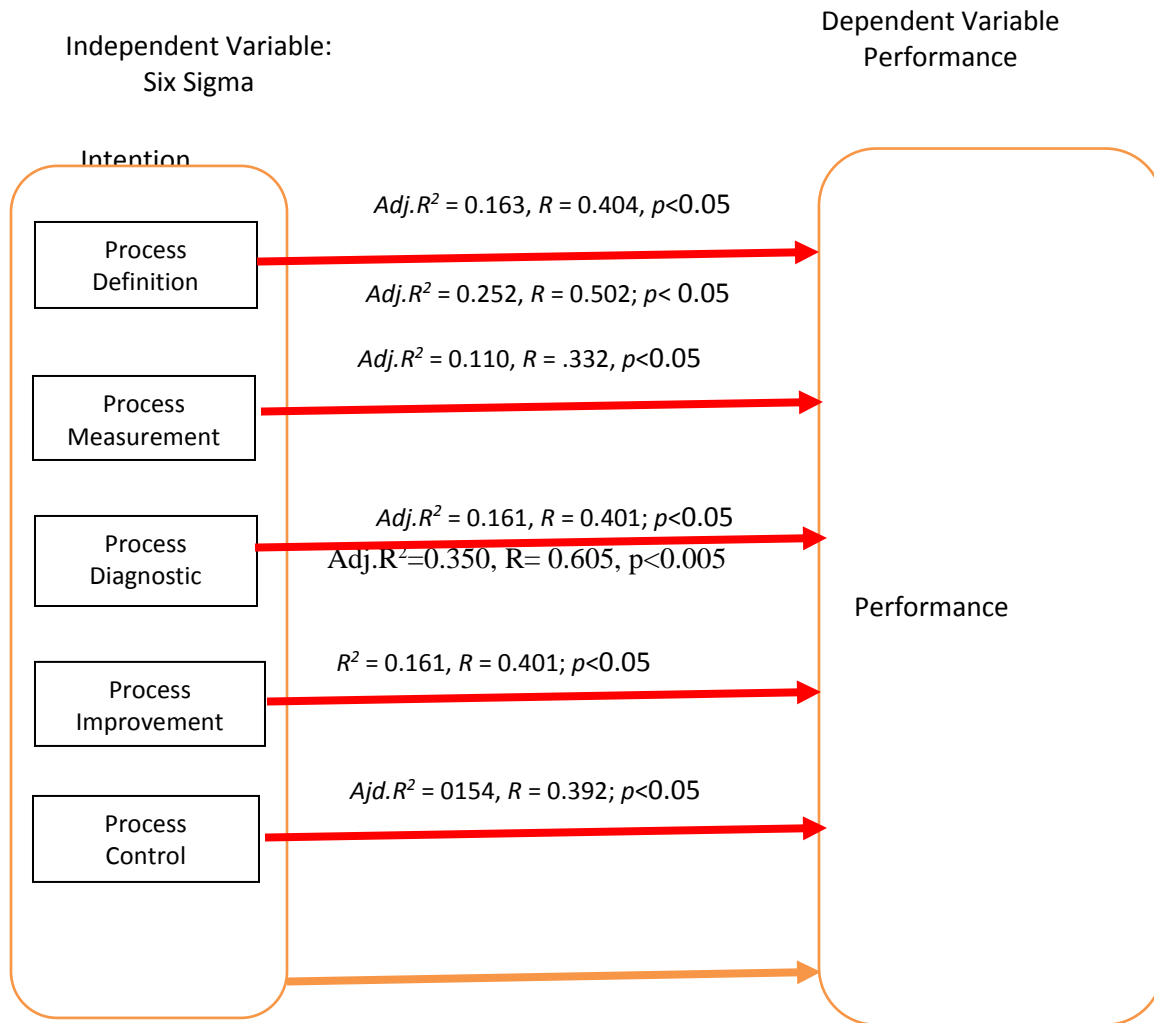 Independent Variable:
Six Sigma
Dependent Variable
Performance
Intention
Adj.R² = 0.163, R = 0.404, p<0.05
Process
Definition
Adj.R² = 0.252, R = 0.502; p< 0.05
Adj.R² = 0.110, R = .332, p<0.05
Process
Measurement
Adj.R² = 0.161, R = 0.401; p<0.05
Process
Diagnostic
Adj.R²=0.350, R= 0.605, p<0.005
Performance
R² = 0.161, R = 0.401; p<0.05
Process
Improvement
Ajd.R² = 0154, R = 0.392; p<0.05
Process
Control